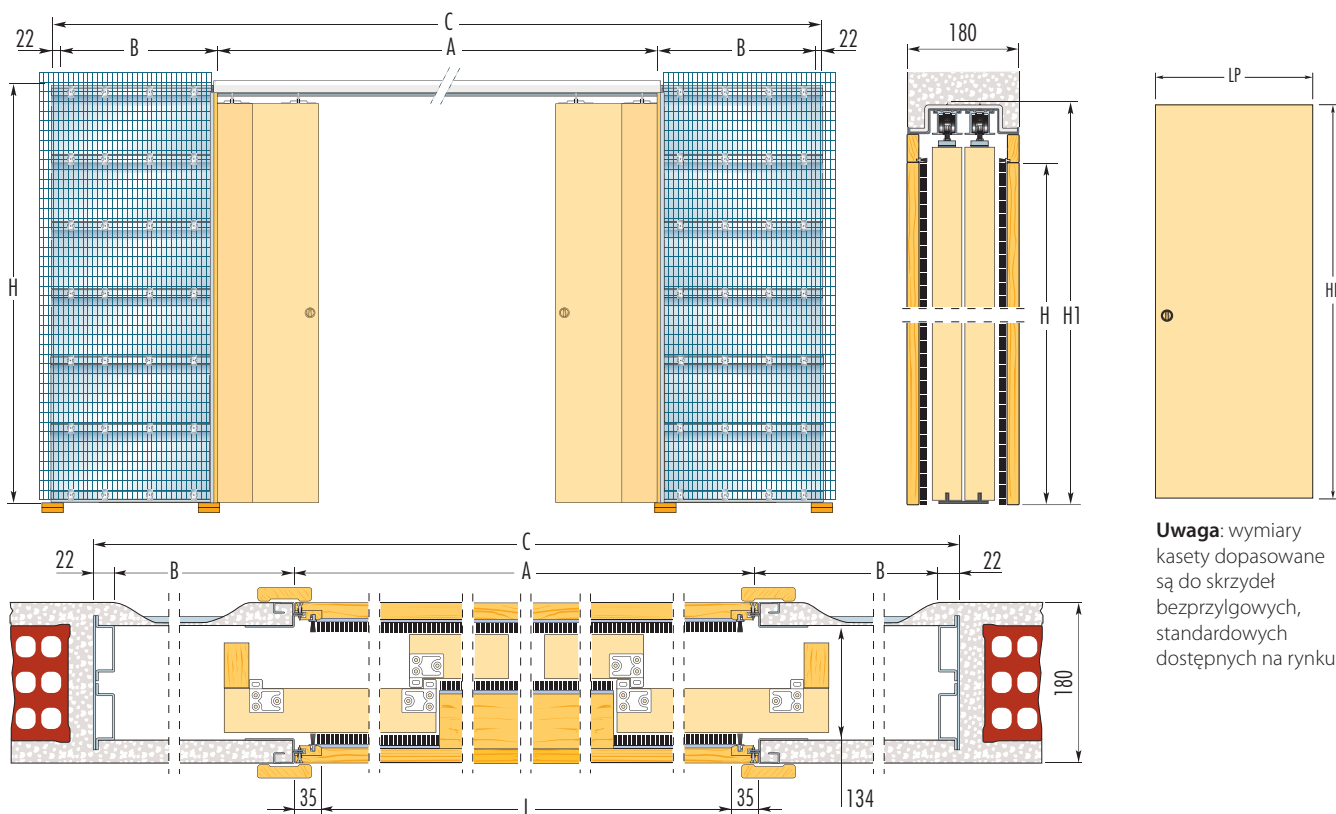 C
22 B A B 22
180
LP
H
H H1
22 C 22
B A B
180
35 35
134
Uwaga: wymiary
kasety dopasowane
są do skrzydeł
bezprzylgowych,
standardowych
dostępnych na rynku